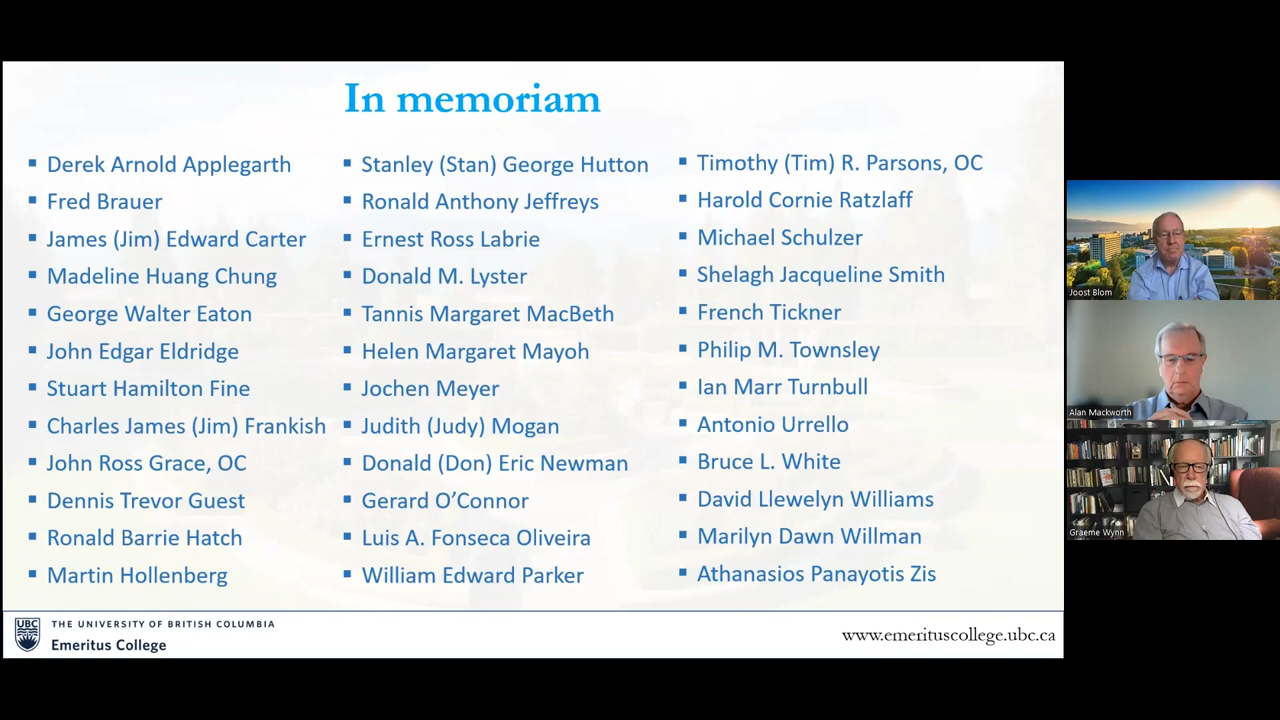 In memoriam
▪ Derek Arnold Applegarth
▪ Fred Brauer
▪ James (Jim) Edward Carter
▪ Madeline Huang Chung
▪ George Walter Eaton
▪ John Edgar Eldridge
▪ Stuart Hamilton Fine
▪ Charles James (Jim) Frankish
▪ John Ross Grace, OC
▪ Dennis Trevor Guest
▪ Ronald Barrie Hatch
▪ Martin Hollenberg
▪ Stanley (Stan) George Hutton
▪ Ronald Anthony Jeffreys
▪ Ernest Ross Labrie
▪ Donald M. Lyster
▪ Tannis Margaret MacBeth
▪ Helen Margaret Mayoh
▪ Jochen Meyer
▪ Judith (Judy) Mogan
▪ Donald (Don) Eric Newman
▪ Gerard O’Connor
▪ Luis A. Fonseca Oliveira
▪ William Edward Parker
▪ Timothy (Tim) R. Parsons, OC
▪ Harold Cornie Ratzlaff
▪ Michael Schulzer
▪ Shelagh Jacqueline Smith
▪ French Tickner
▪ Philip M. Townsley
▪ Ian Marr Turnbull
▪ Antonio Urrello
▪ Bruce L. White
▪ David Llewelyn Williams
▪ Marilyn Dawn Willman
▪ Athanasios Panayotis Zis
UBC
THE UNIVERSITY OF BRITISH COLUMBIA
Emeritus College
www.emerituscollege.ubc.ca
Joost Blom
Alan Mackworth
Graeme Wynn